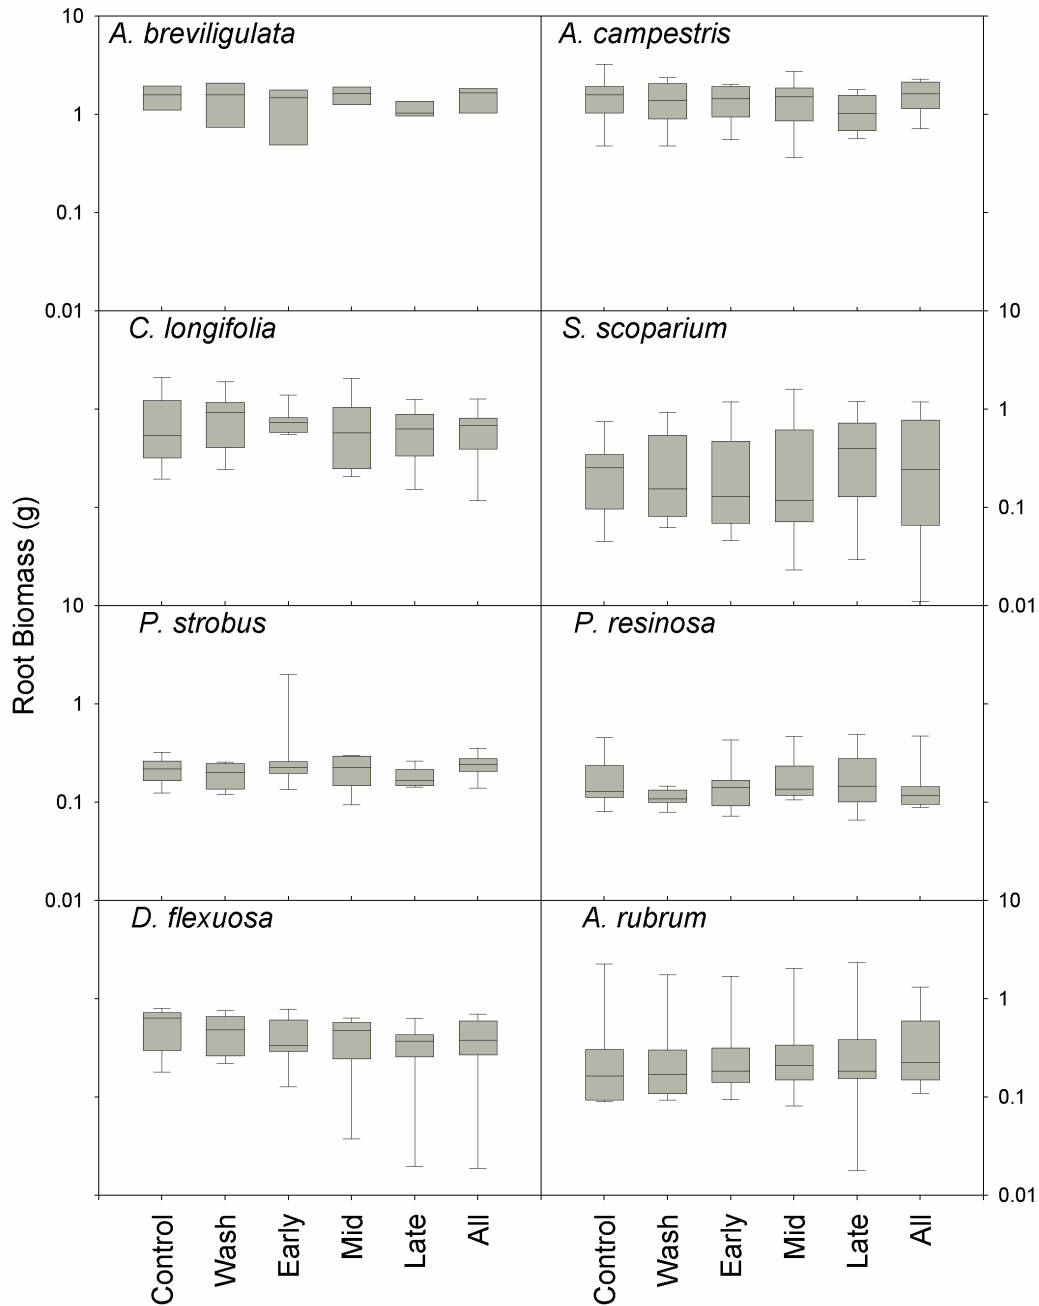 10
A. breviligulata
A. campestris
1
0.1
0.01
10
C. longifolia
S. scoparium
1
0.1
10
0.01
P. strobus
P. resinosa
1
0.1
0.01
10
D. flexuosa
A. rubrum
1
0.1
0.01
Root Biomass (g)
Control
Wash
Early
Mid
Late
All
Control
Wash
Early
Mid
Late
All